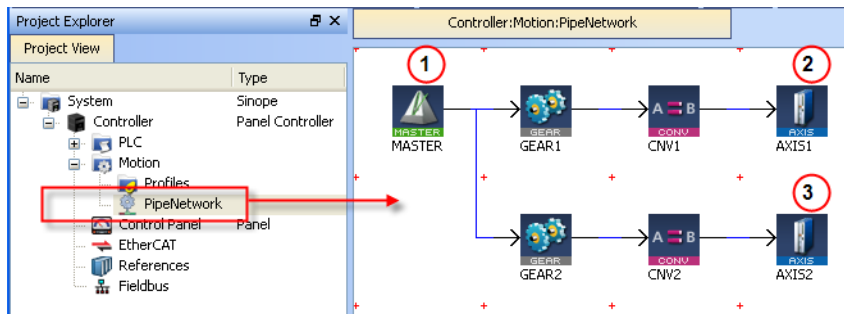 Project Explorer
Project View
Name Type
System Sinope
Controller Panel Controller
PLC
Motion
Profiles
PipeNetwork
Control Panel Panel
EtherCAT
References
Fieldbus
Controller:Motion:PipeNetwork
1 2
MASTER GEAR A B CONV AXIS
MASTER GEAR1 CNV1 AXIS1
3
GEAR A B CONV AXIS
GEAR2 CNV2 AXIS2